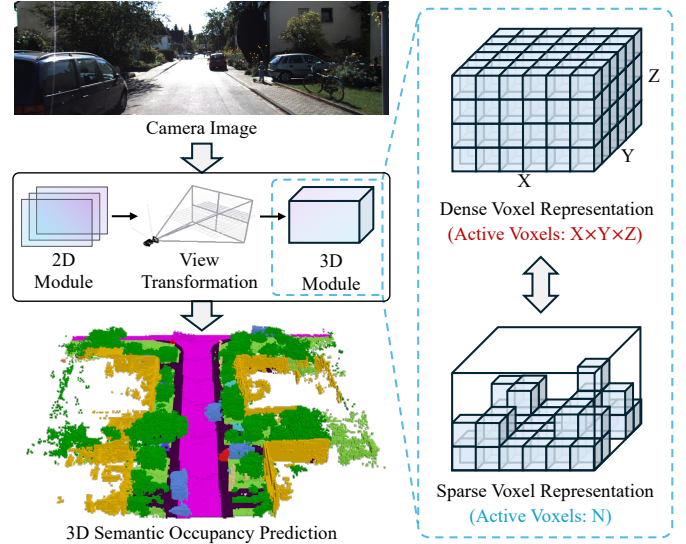 Camera Image
2D
Module
View
Transformation
3D
Module
3D Semantic Occupancy Prediction
Z
Y
X
Dense Voxel Representation
(Active Voxels: X×Y×Z)
Sparse Voxel Representation
(Active Voxels: N)